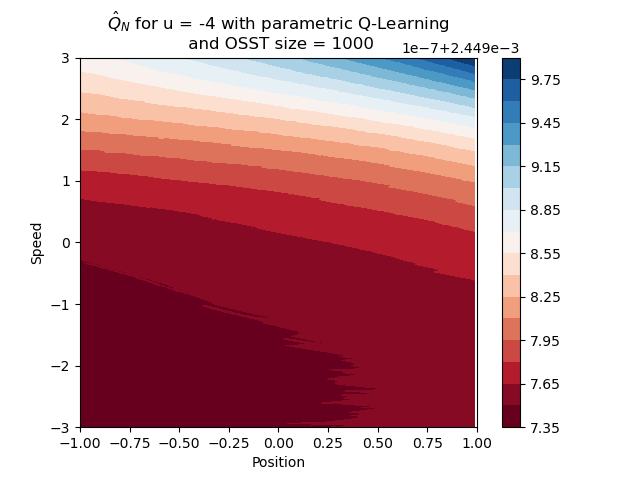 Q̂_N for u = -4 with parametric Q-Learning
and OSST size = 1000
1e−7+2.449e−3
3
2
1
0
−1
−2
−3
Speed
−1.00 −0.75 −0.50 −0.25 0.00 0.25 0.50 0.75 1.00
Position
9.75
9.45
9.15
8.85
8.55
8.25
7.95
7.65
7.35